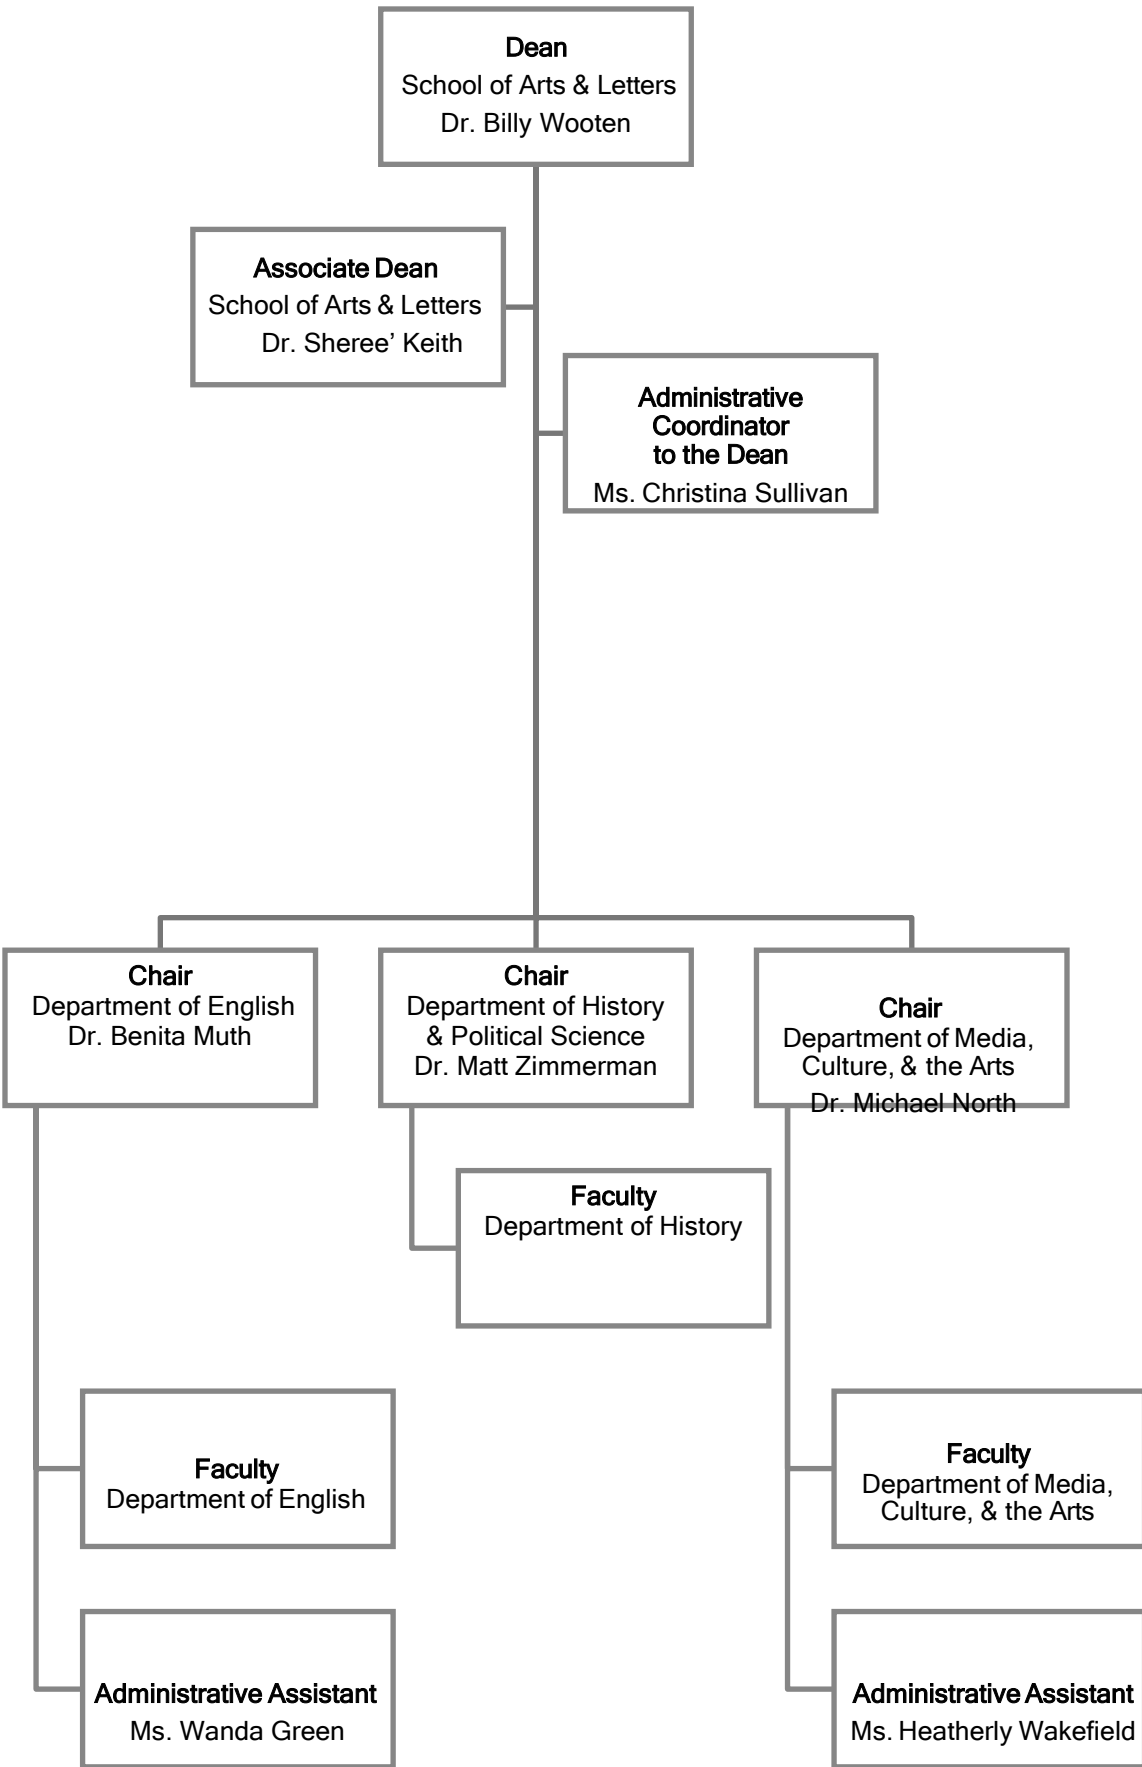 Dean
School of Arts & Letters
Dr. Billy Wooten
Associate Dean
School of Arts & Letters
Dr. Sheree’ Keith
Administrative
Coordinator
to the Dean
Ms. Christina Sullivan
Chair
Department of English
Dr. Benita Muth
Chair
Department of History
& Political Science
Dr. Matt Zimmerman
Chair
Department of Media,
Culture, & the Arts
Dr. Michael North
Faculty
Department of History
Faculty
Department of English
Faculty
Department of Media,
Culture, & the Arts
Administrative Assistant
Ms. Wanda Green
Administrative Assistant
Ms. Heatherly Wakefield